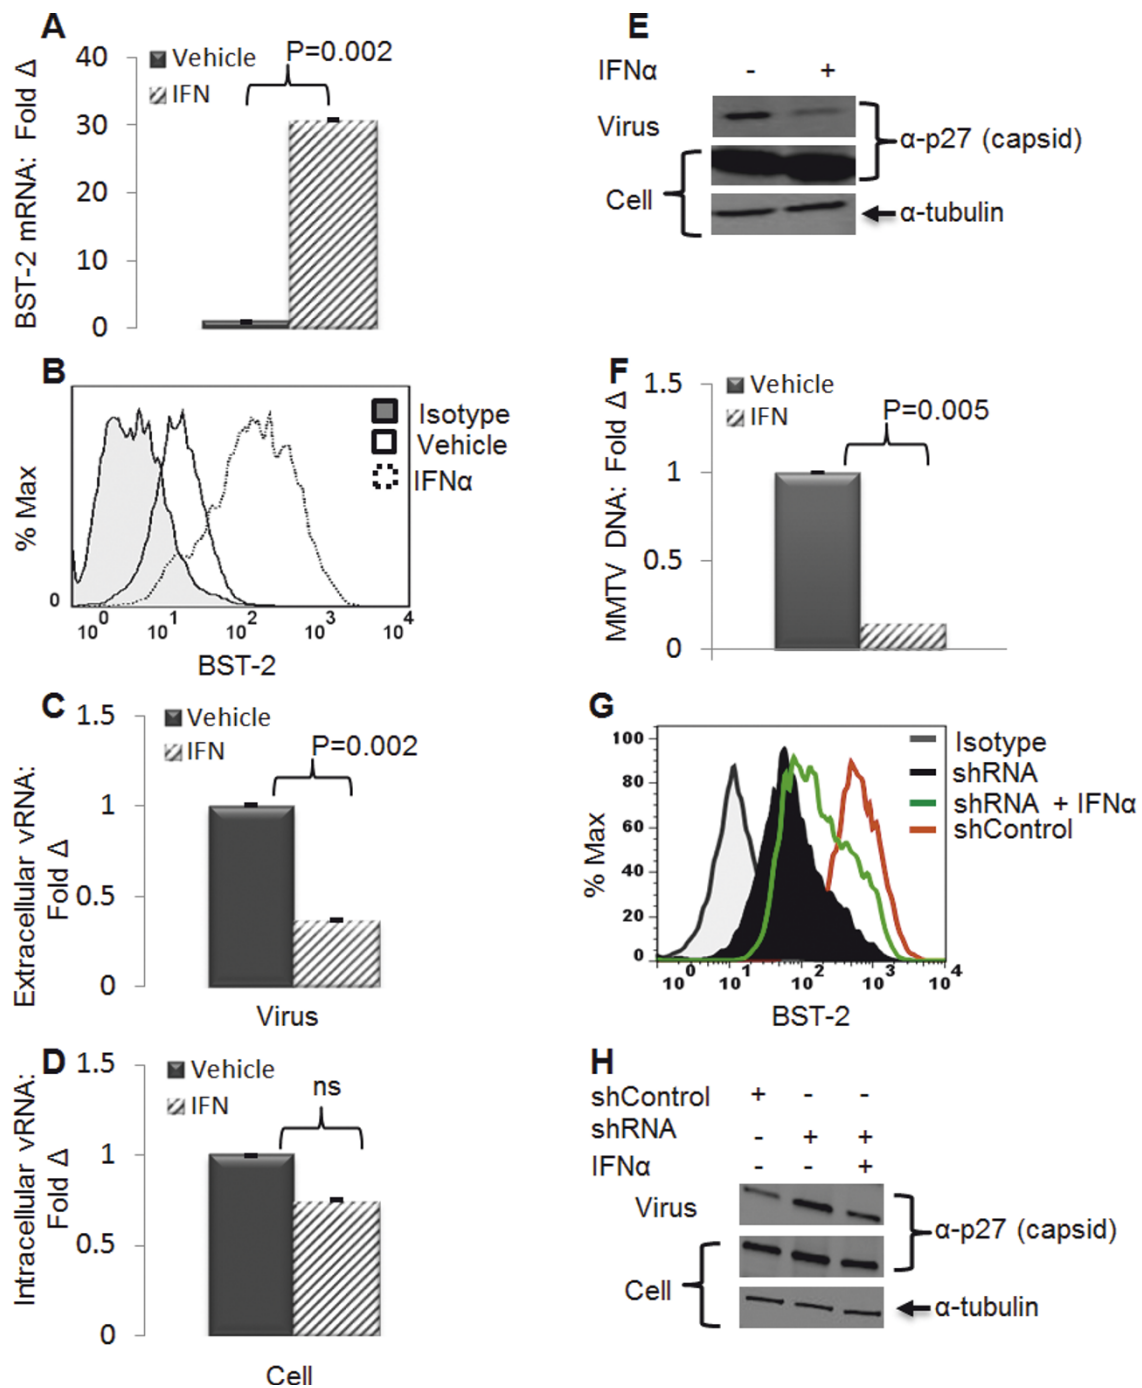 A
BST-2 mRNA: Fold Δ
40
30
20
10
0
Vehicle
IFN
P=0.002
B
% Max
0
10^0 10^1 10^2 10^3 10^4
BST-2
Isotype
Vehicle
IFNα
C
Extracellular vRNA:
Fold Δ
1.5
1
0.5
0
Vehicle
IFN
P=0.002
Virus
D
Intracellular vRNA:
Fold Δ
1.5
1
0.5
0
Vehicle
IFN
ns
Cell
E
IFNα - +
Virus
Cell
α-p27 (capsid)
α-tubulin
F
MMTV DNA: Fold Δ
1.5
1
0.5
0
Vehicle
IFN
P=0.005
G
% Max
100
80
60
40
20
0
10^0 10^1 10^2 10^3 10^4
BST-2
Isotype
shRNA
shRNA + IFNα
shControl
H
shControl + - -
shRNA - + +
IFNα - - +
Virus
Cell
α-p27 (capsid)
α-tubulin